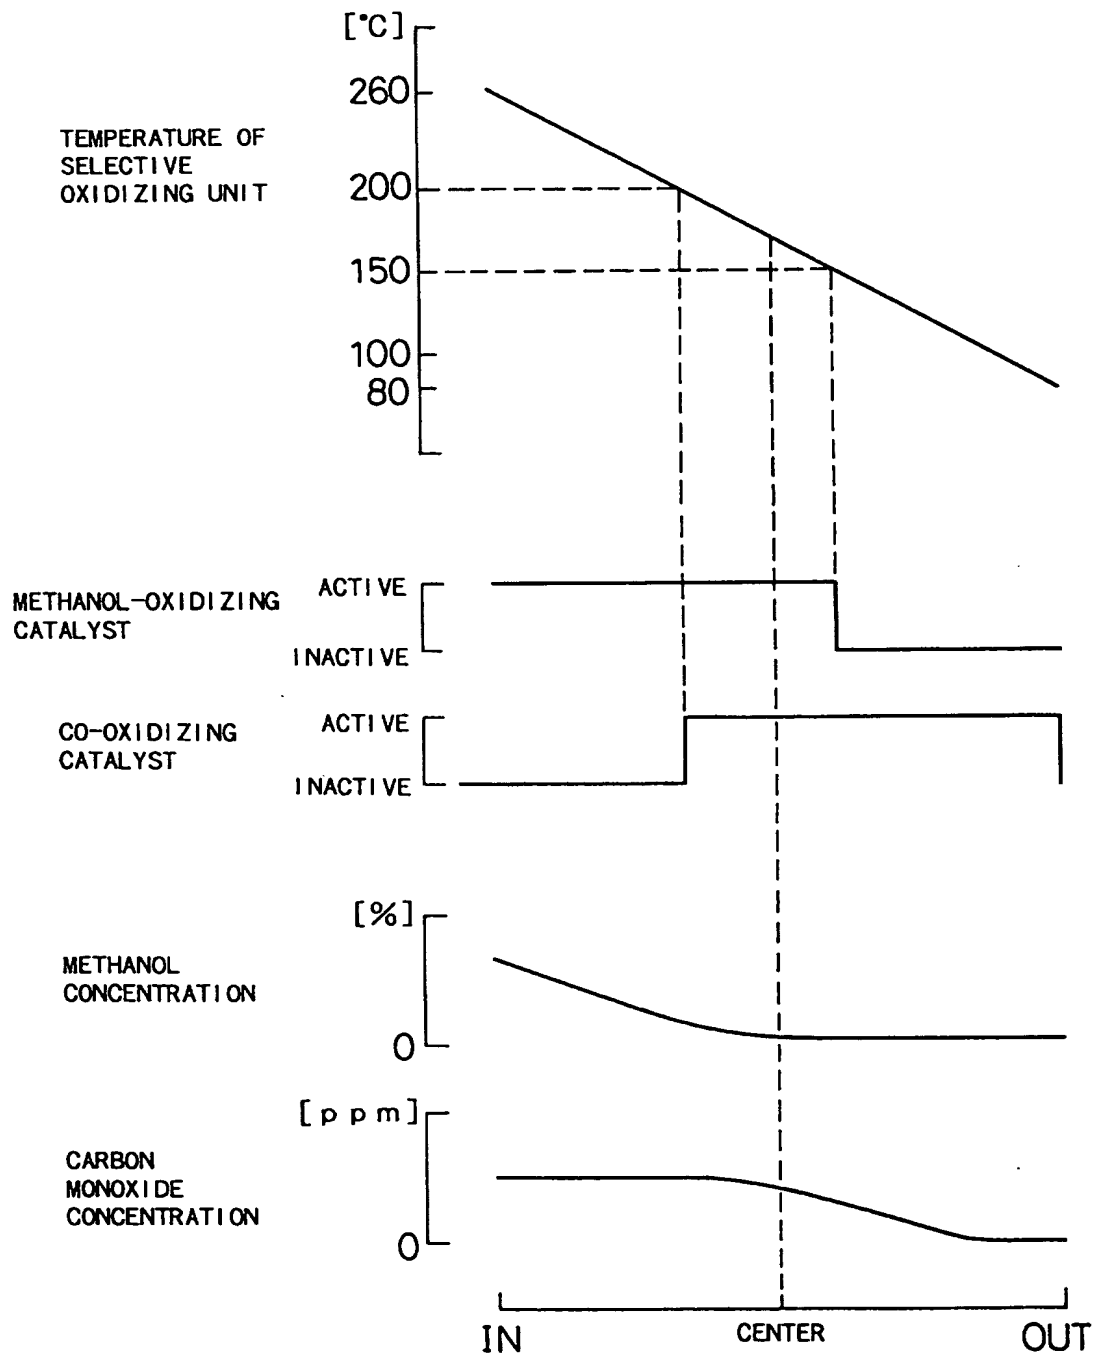 [°C]
260
TEMPERATURE OF
SELECTIVE
OXIDIZING UNIT
200
150
100
80
METHANOL-OXIDIZING
CATALYST
ACTIVE
INACTIVE
CO-OXIDIZING
CATALYST
ACTIVE
INACTIVE
[%]
METHANOL
CONCENTRATION
0
[ppm]
CARBON
MONOXIDE
CONCENTRATION
0
IN
CENTER
OUT